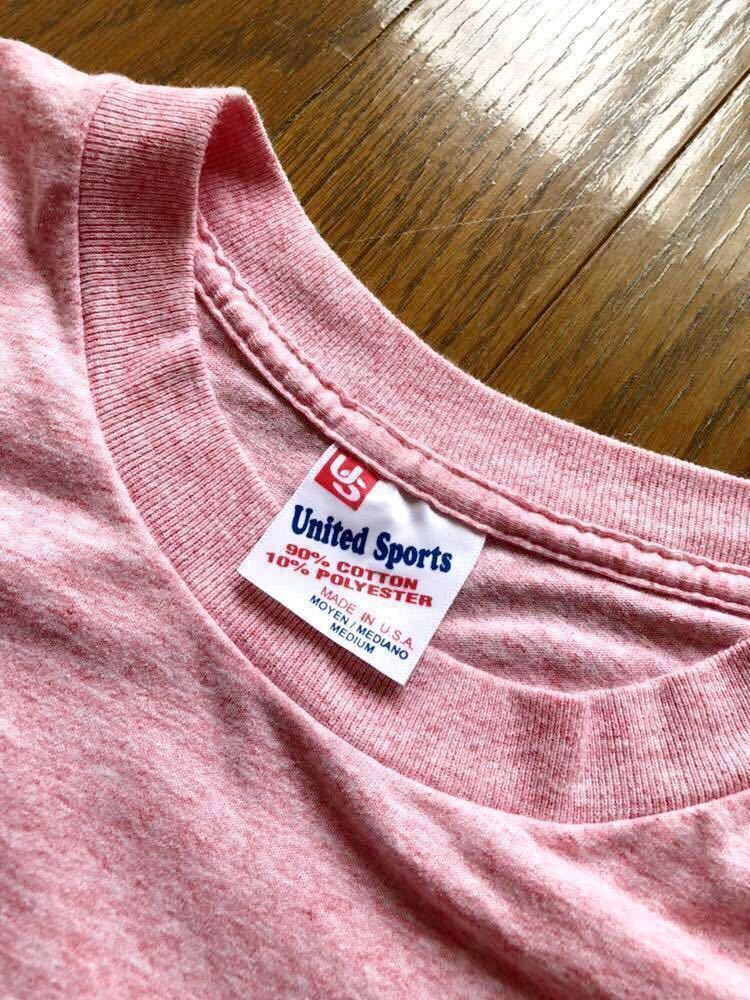 US
United Sports
90% COTTON
10% POLYESTER
MADE IN U.S.A.
MOYEN / MEDIANO
MEDIUM